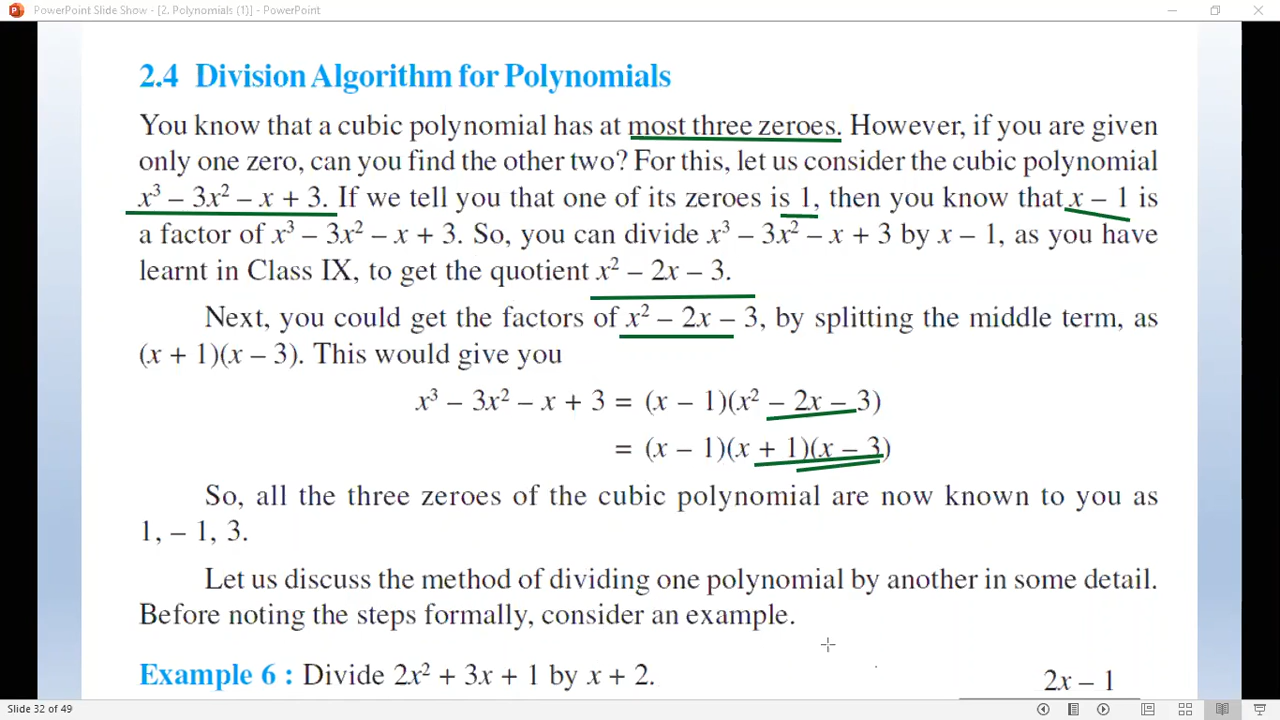 PowerPoint Slide Show - [2. Polynomials (1)] - PowerPoint
2.4 Division Algorithm for Polynomials
You know that a cubic polynomial has at most three zeroes. However, if you are given
only one zero, can you find the other two? For this, let us consider the cubic polynomial
x³ – 3x² – x + 3. If we tell you that one of its zeroes is 1, then you know that x – 1 is
a factor of x³ – 3x² – x + 3. So, you can divide x³ – 3x² – x + 3 by x – 1, as you have
learnt in Class IX, to get the quotient x² – 2x – 3.
Next, you could get the factors of x² – 2x – 3, by splitting the middle term, as
(x + 1)(x – 3). This would give you
x³ – 3x² – x + 3 = (x – 1)(x² – 2x – 3)
= (x – 1)(x + 1)(x – 3)
So, all the three zeroes of the cubic polynomial are now known to you as
1, – 1, 3.
Let us discuss the method of dividing one polynomial by another in some detail.
Before noting the steps formally, consider an example.
Example 6 : Divide 2x² + 3x + 1 by x + 2.
2x – 1
Slide 32 of 49